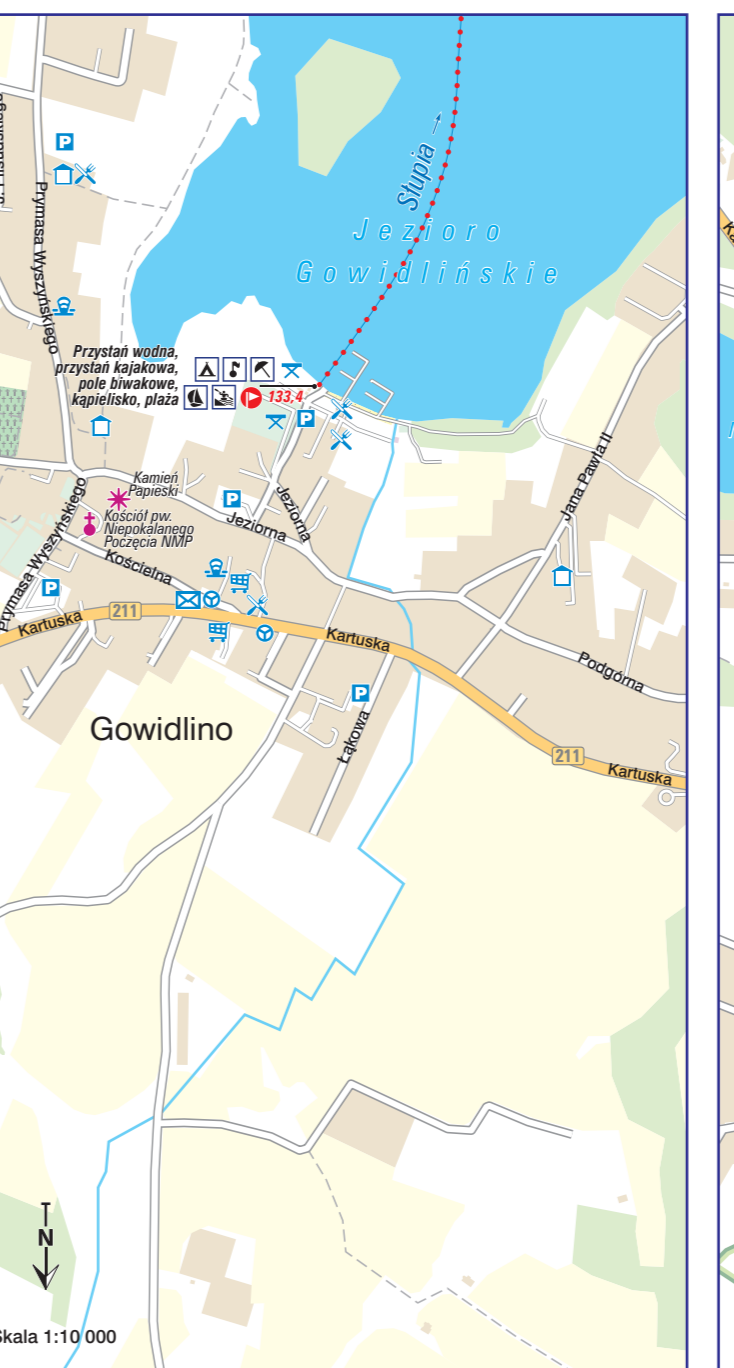 P
Prymasa Wyszyńskiego
Słupia →
Jezioro
Gowidlińskie
Przystań wodna,
przystań kajakowa,
pole biwakowe,
kąpielisko, plaża
133,4
P
Jana Pawła II
Kamień
Papieski
P
Jeziorna
Jeziorna
Kościół pw.
Niepokalanego
Poczęcia NMP
Prymasa Wyszyńskiego
Kościelna
P
Kartuska
211
Kartuska
Podgórna
P
Łąkowa
Gowidlino
211
Kartuska
N
Skala 1:10 000